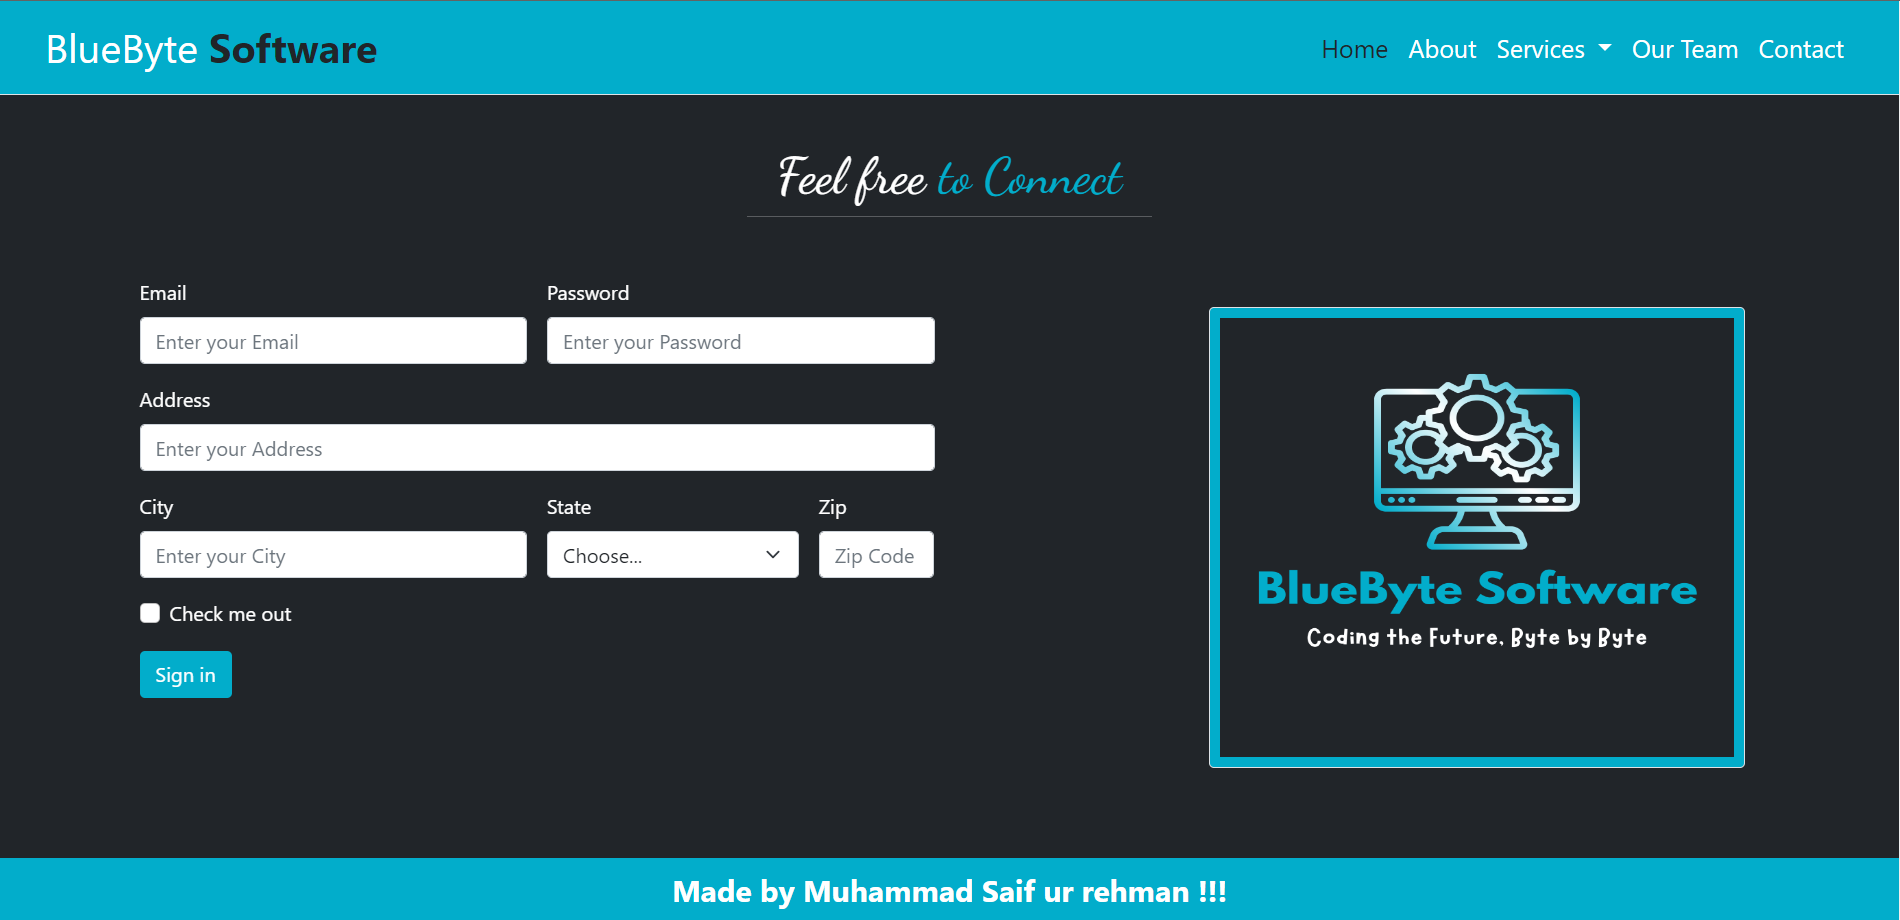 BlueByte Software
Home About Services Our Team Contact
Feel free to Connect
Email Password
Enter your Email Enter your Password
Address
Enter your Address
City State Zip
Enter your City Choose... Zip Code
Check me out
Sign in
BlueByte Software
Coding the Future, Byte by Byte
Made by Muhammad Saif ur rehman !!!